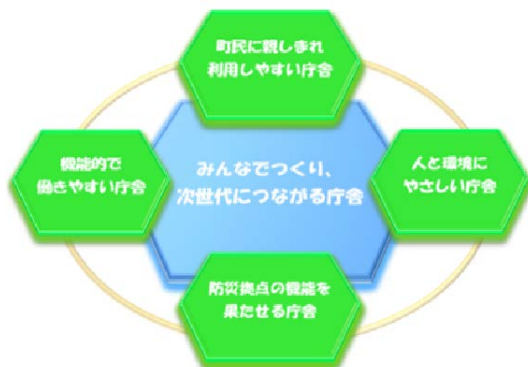 町民に親しまれ
利用しやすい庁舎
機能的で
働きやすい庁舎
みんなでつくり、
次世代につながる庁舎
人と環境に
やさしい庁舎
防災拠点の機能を
果たせる庁舎